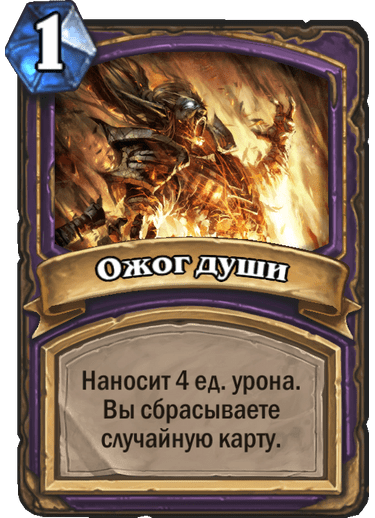 1
Ожог души
Наносит 4 ед. урона.
Вы сбрасываете
случайную карту.